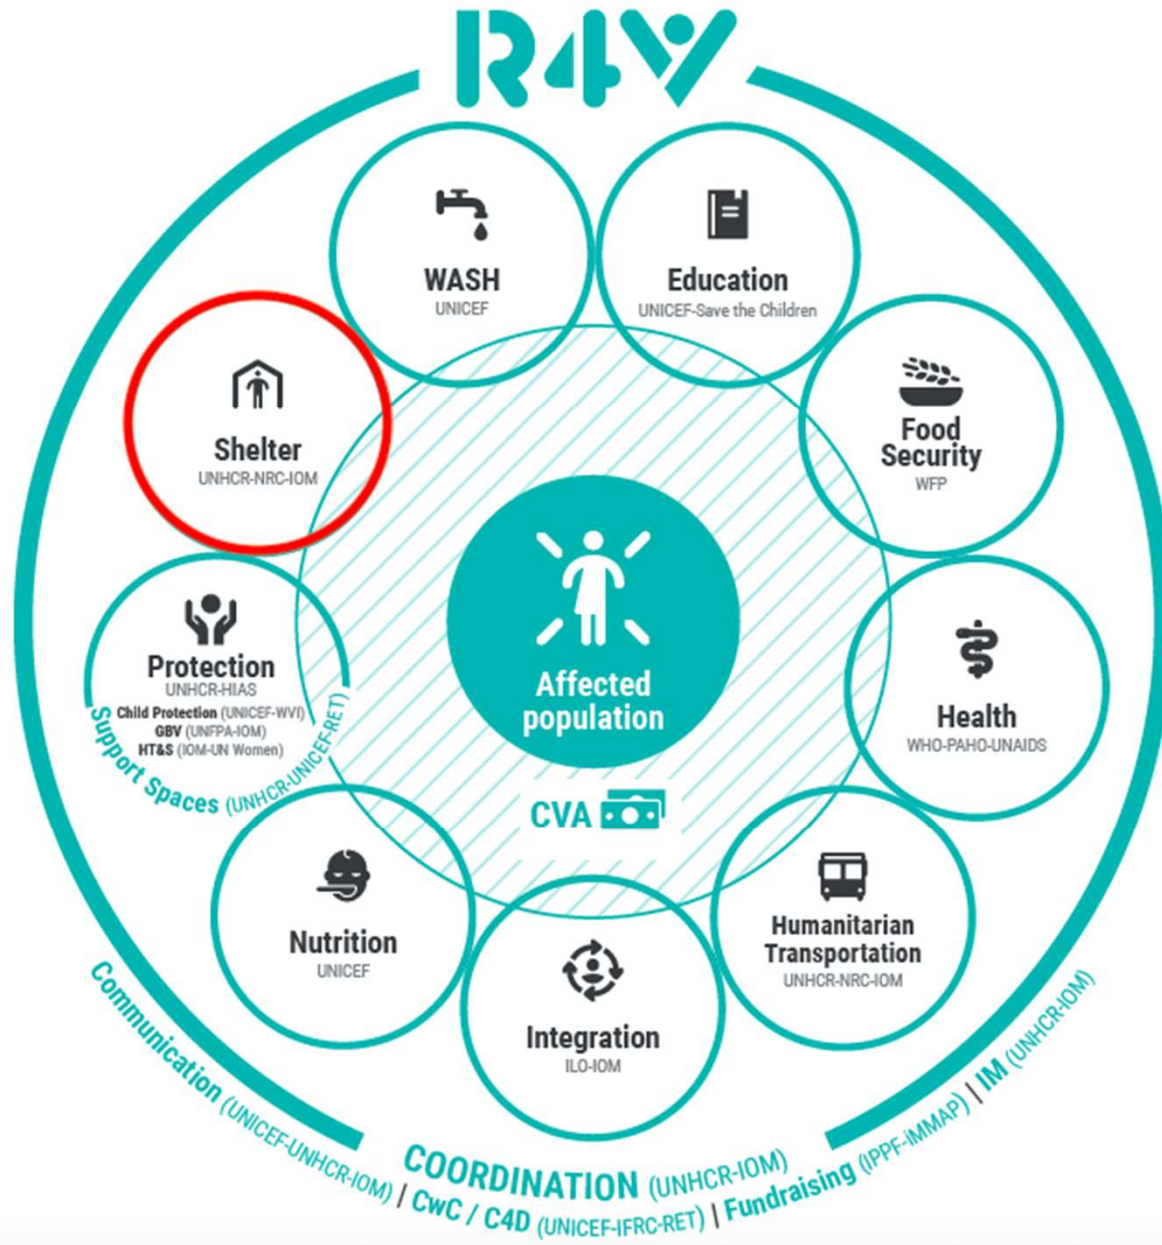 R4V
WASH
UNICEF
Education
UNICEF-Save the Children
Shelter
UNHCR-NRC-IOM
Food
Security
WFP
Protection
UNHCR-HIAS
Child Protection (UNICEF-WVI)
GBV (UNFPA-IOM)
HT&S (IOM-UN Women)
Support Spaces (UNHCR-UNICEF-RET)
Affected
population
CVA
Health
WHO-PAHO-UNAIDS
Nutrition
UNICEF
Integration
ILO-IOM
Humanitarian
Transportation
UNHCR-NRC-IOM
COORDINATION (UNHCR-IOM)
Communication (UNICEF-UNHCR-IOM) | CwC / C4D (UNICEF-IFRC-RET) | Fundraising (IPPF-iMMAP) | IM (UNHCR-IOM)